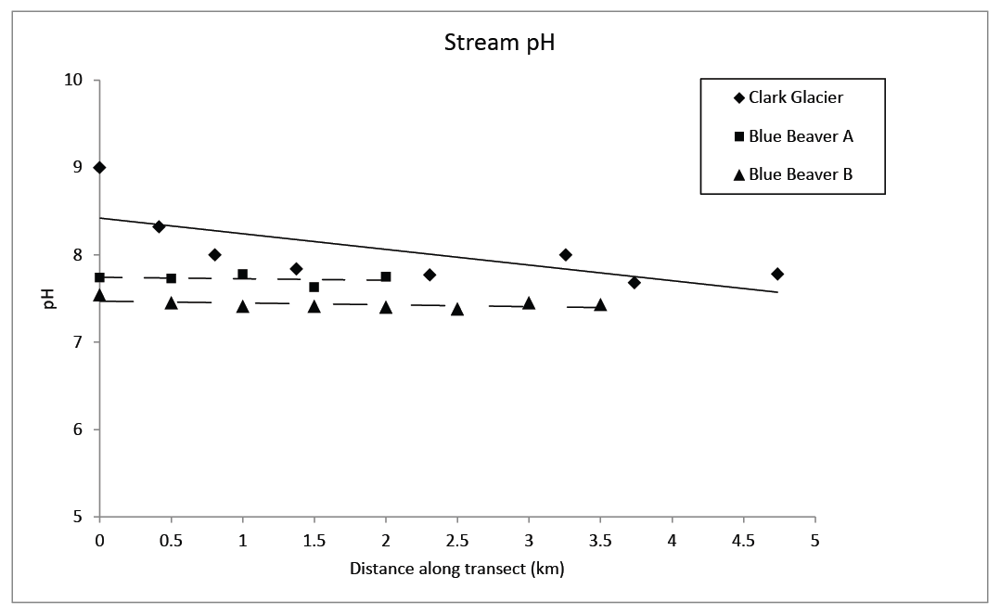 Stream pH
10
9
8
7
6
5
pH
0 0.5 1 1.5 2 2.5 3 3.5 4 4.5 5
Distance along transect (km)
Clark Glacier
Blue Beaver A
Blue Beaver B